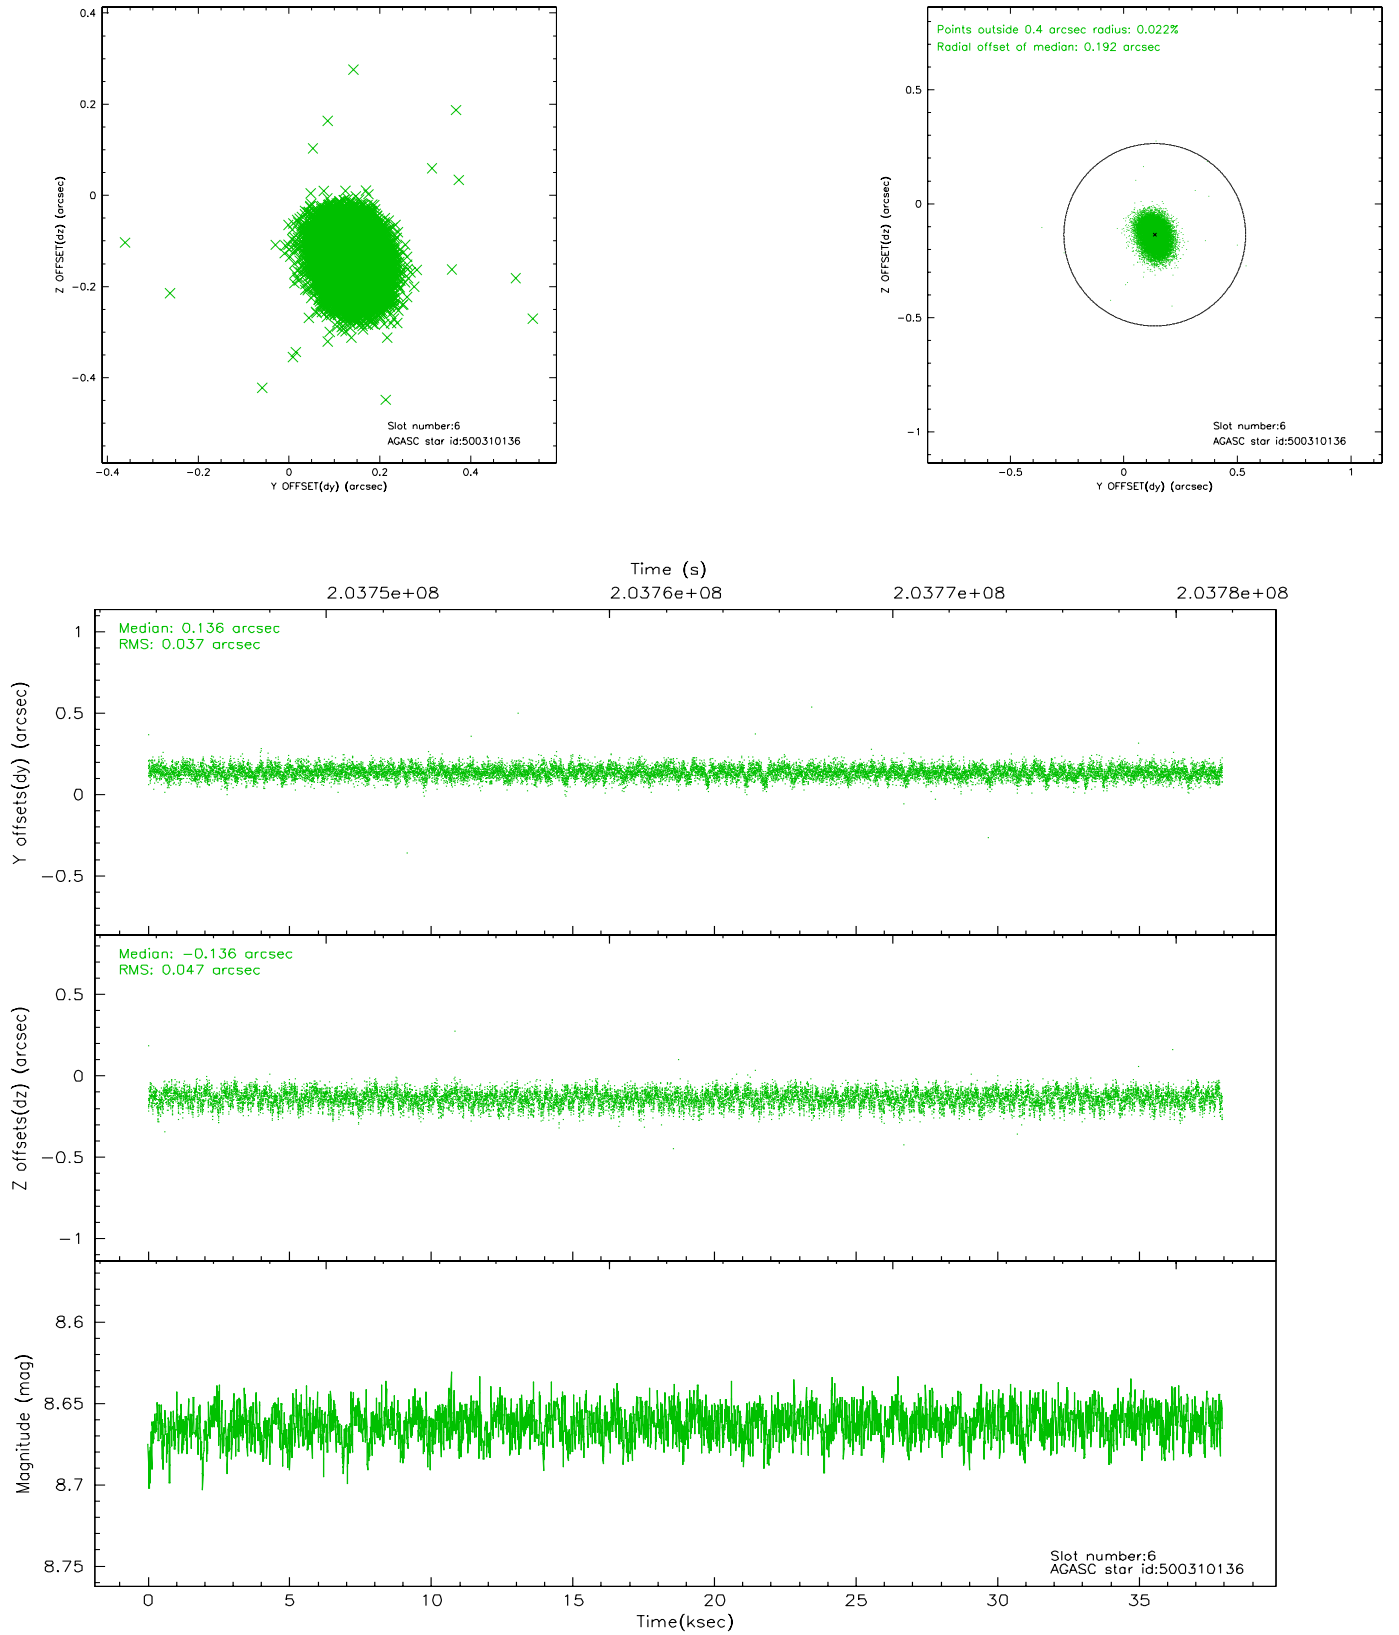 0.4
0.2
0
−0.2
−0.4
Z OFFSET(dz) (arcsec)
Slot number:6
AGASC star id:500310136
−0.4 −0.2 0 0.2 0.4
Y OFFSET(dy) (arcsec)
Points outside 0.4 arcsec radius: 0.022%
Radial offset of median: 0.192 arcsec
0.5
0
−0.5
−1
Z OFFSET(dz) (arcsec)
Slot number:6
AGASC star id:500310136
−0.5 0 0.5 1
Y OFFSET(dy) (arcsec)
Time (s)
2.0375e+08 2.0376e+08 2.0377e+08 2.0378e+08
Median: 0.136 arcsec
RMS: 0.037 arcsec
1
0.5
0
−0.5
Y offsets(dy) (arcsec)
Median: −0.136 arcsec
RMS: 0.047 arcsec
0.5
0
−0.5
−1
Z offsets(dz) (arcsec)
8.6
8.65
8.7
8.75
Magnitude (mag)
Slot number:6
AGASC star id:500310136
0 5 10 15 20 25 30 35
Time(ksec)